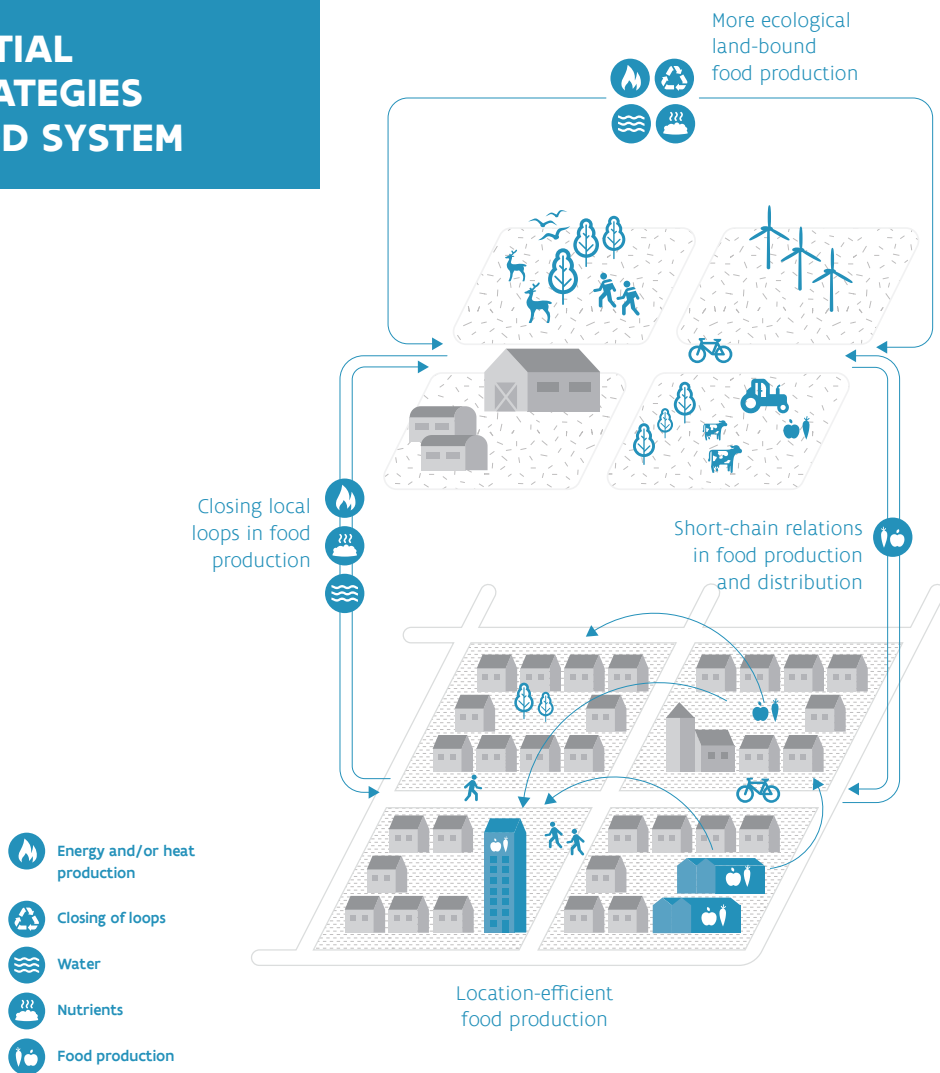 TIAL
ATEGIES
D SYSTEM
More ecological
land-bound
food production
Closing local
loops in food
production
Short-chain relations
in food production
and distribution
Energy and/or heat
production
Closing of loops
Water
Nutrients
Food production
Location-efficient
food production